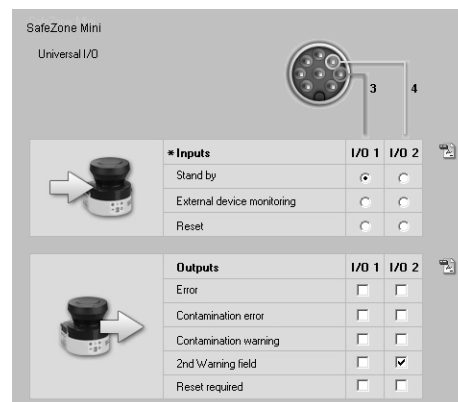 SafeZone Mini
Universal I/O
3 4
*Inputs I/O 1 I/O 2
Stand by
External device monitoring
Reset
Outputs I/O 1 I/O 2
Error
Contamination error
Contamination warning
2nd Warning field
Reset required